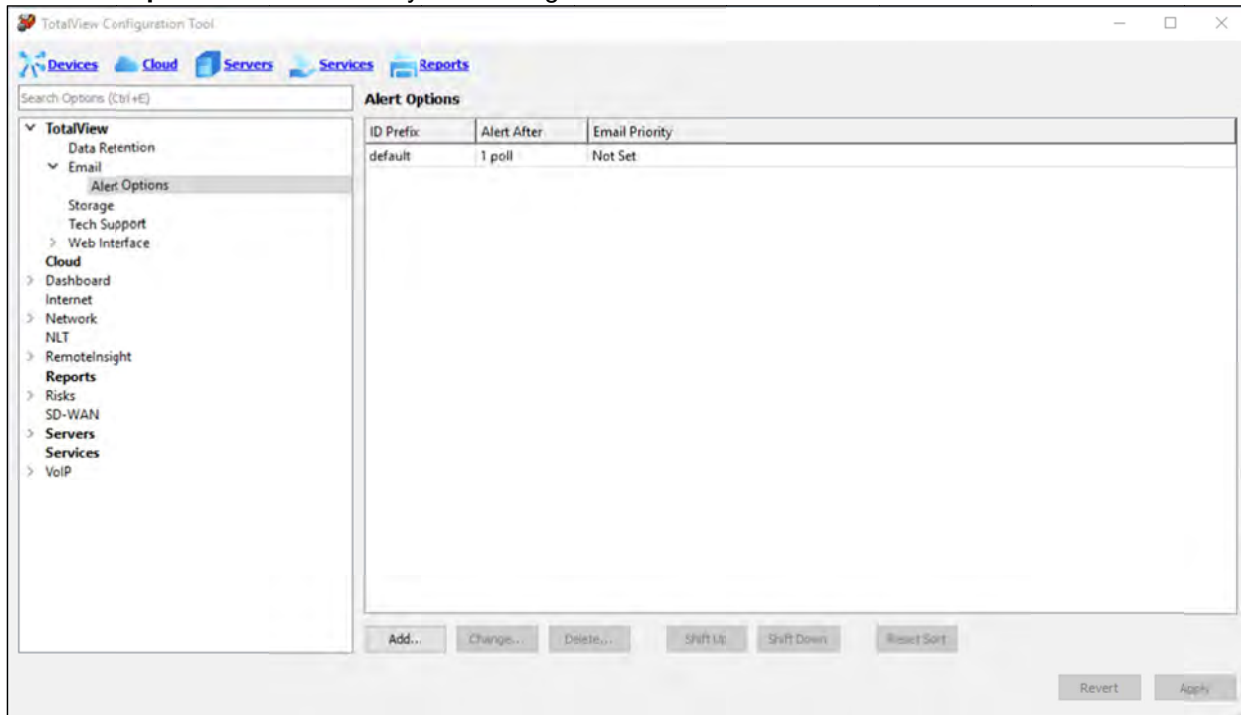 TotalView Configuration Tool
Devices Cloud Servers Services Reports
Search Options (Ctrl+E)
TotalView
Data Retention
Email
Alert Options
Storage
Tech Support
Web Interface
Cloud
Dashboard
Internet
Network
NLT
RemoteInsight
Reports
Risks
SD-WAN
Servers
Services
VoIP
Alert Options
ID Prefix Alert After Email Priority
default 1 poll Not Set
Add... Change... Delete... Shift Up Shift Down Reset Sort
Revert Apply